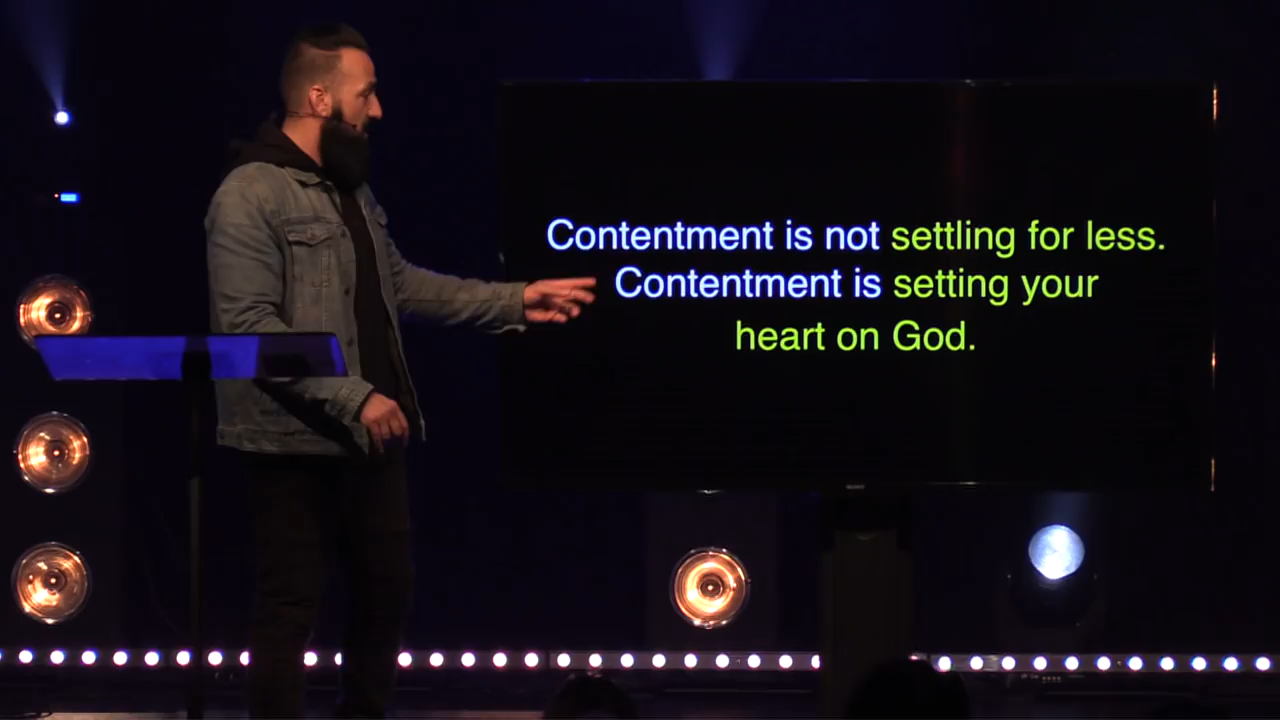 Contentment is not settling for less.
Contentment is setting your
heart on God.